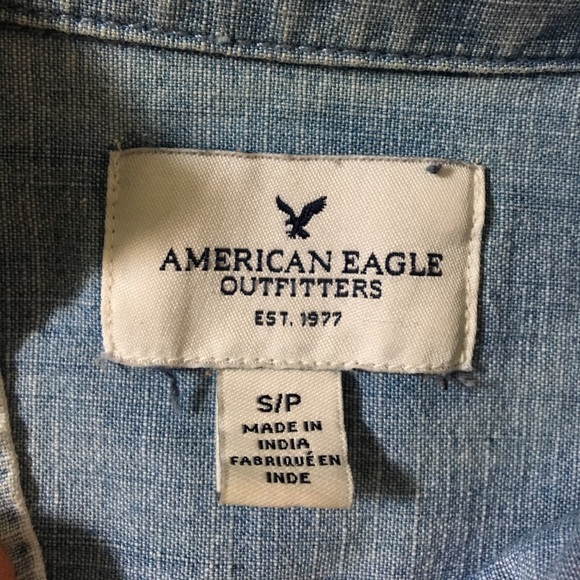 AMERICAN EAGLE
OUTFITTERS
EST. 1977
S/P
MADE IN
INDIA
FABRIQUÉ EN
INDE